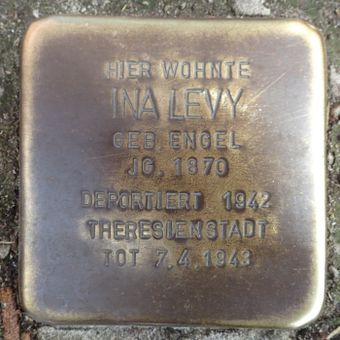 HIER WOHNTE
INA LEVY
GEB. ENGEL
JG. 1870
DEPORTIERT 1942
THERESIENSTADT
TOT 7.4.1943